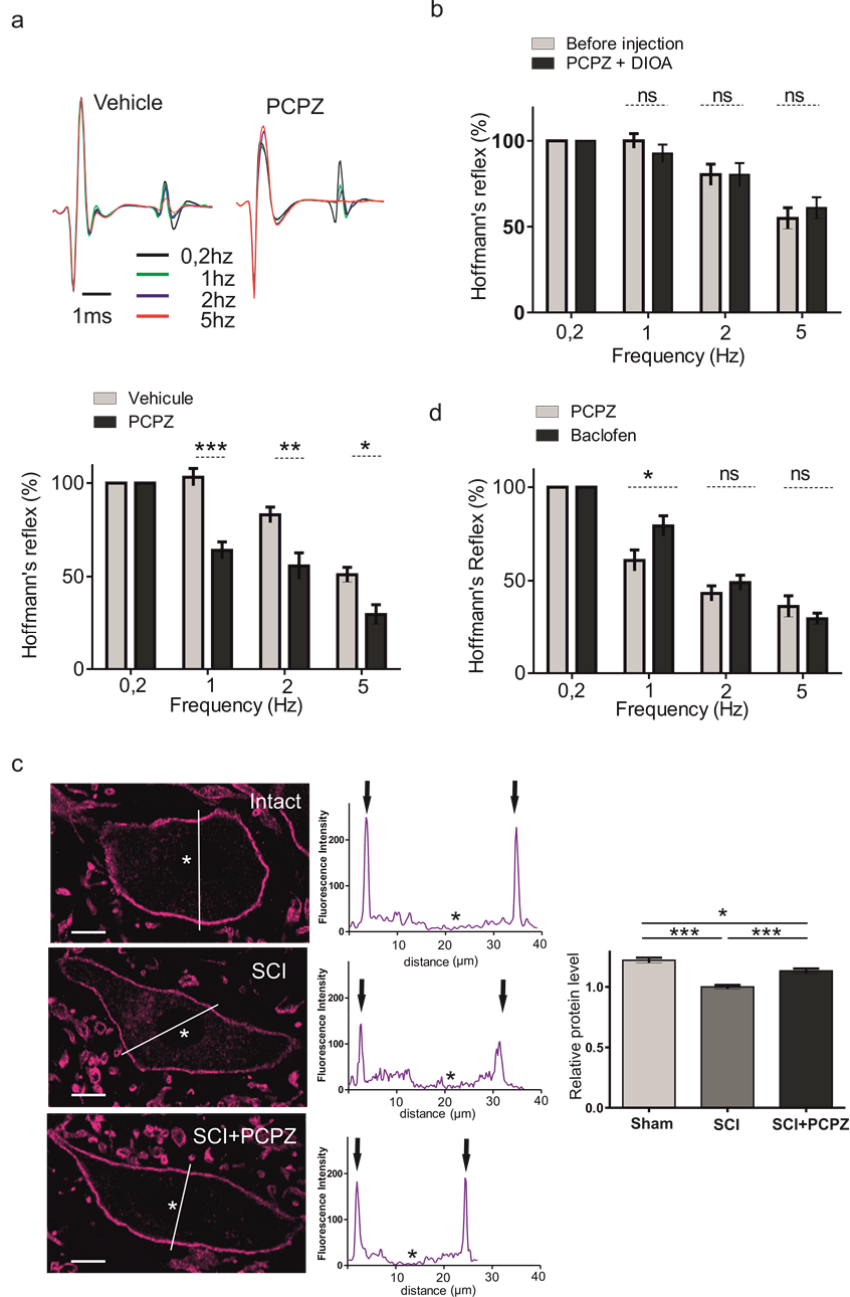 a
Vehicle
PCPZ
0,2hz
1hz
2hz
5hz
1ms
b
Before injection
PCPZ + DIOA
ns
ns
ns
Hoffmann's reflex (%)
100
50
0
0,2
1
2
5
Frequency (Hz)
Vehicule
PCPZ
***
**
*
Hoffmann's reflex (%)
100
50
0
0,2
1
2
5
Frequency (Hz)
d
PCPZ
Baclofen
*
ns
ns
Hoffmann's Reflex (%)
100
50
0
0,2
1
2
5
Frequency (Hz)
c
Intact
*
Fluorescence Intensity
200
100
0
*
10
20
30
40
distance (µm)
SCI
*
Fluorescence Intensity
200
100
0
*
10
20
30
40
distance (µm)
SCI+PCPZ
*
Fluorescence Intensity
200
100
0
*
10
20
30
40
distance (µm)
*
***
***
Relative protein level
1.0
0.5
0.0
Sham
SCI
SCI+PCPZ